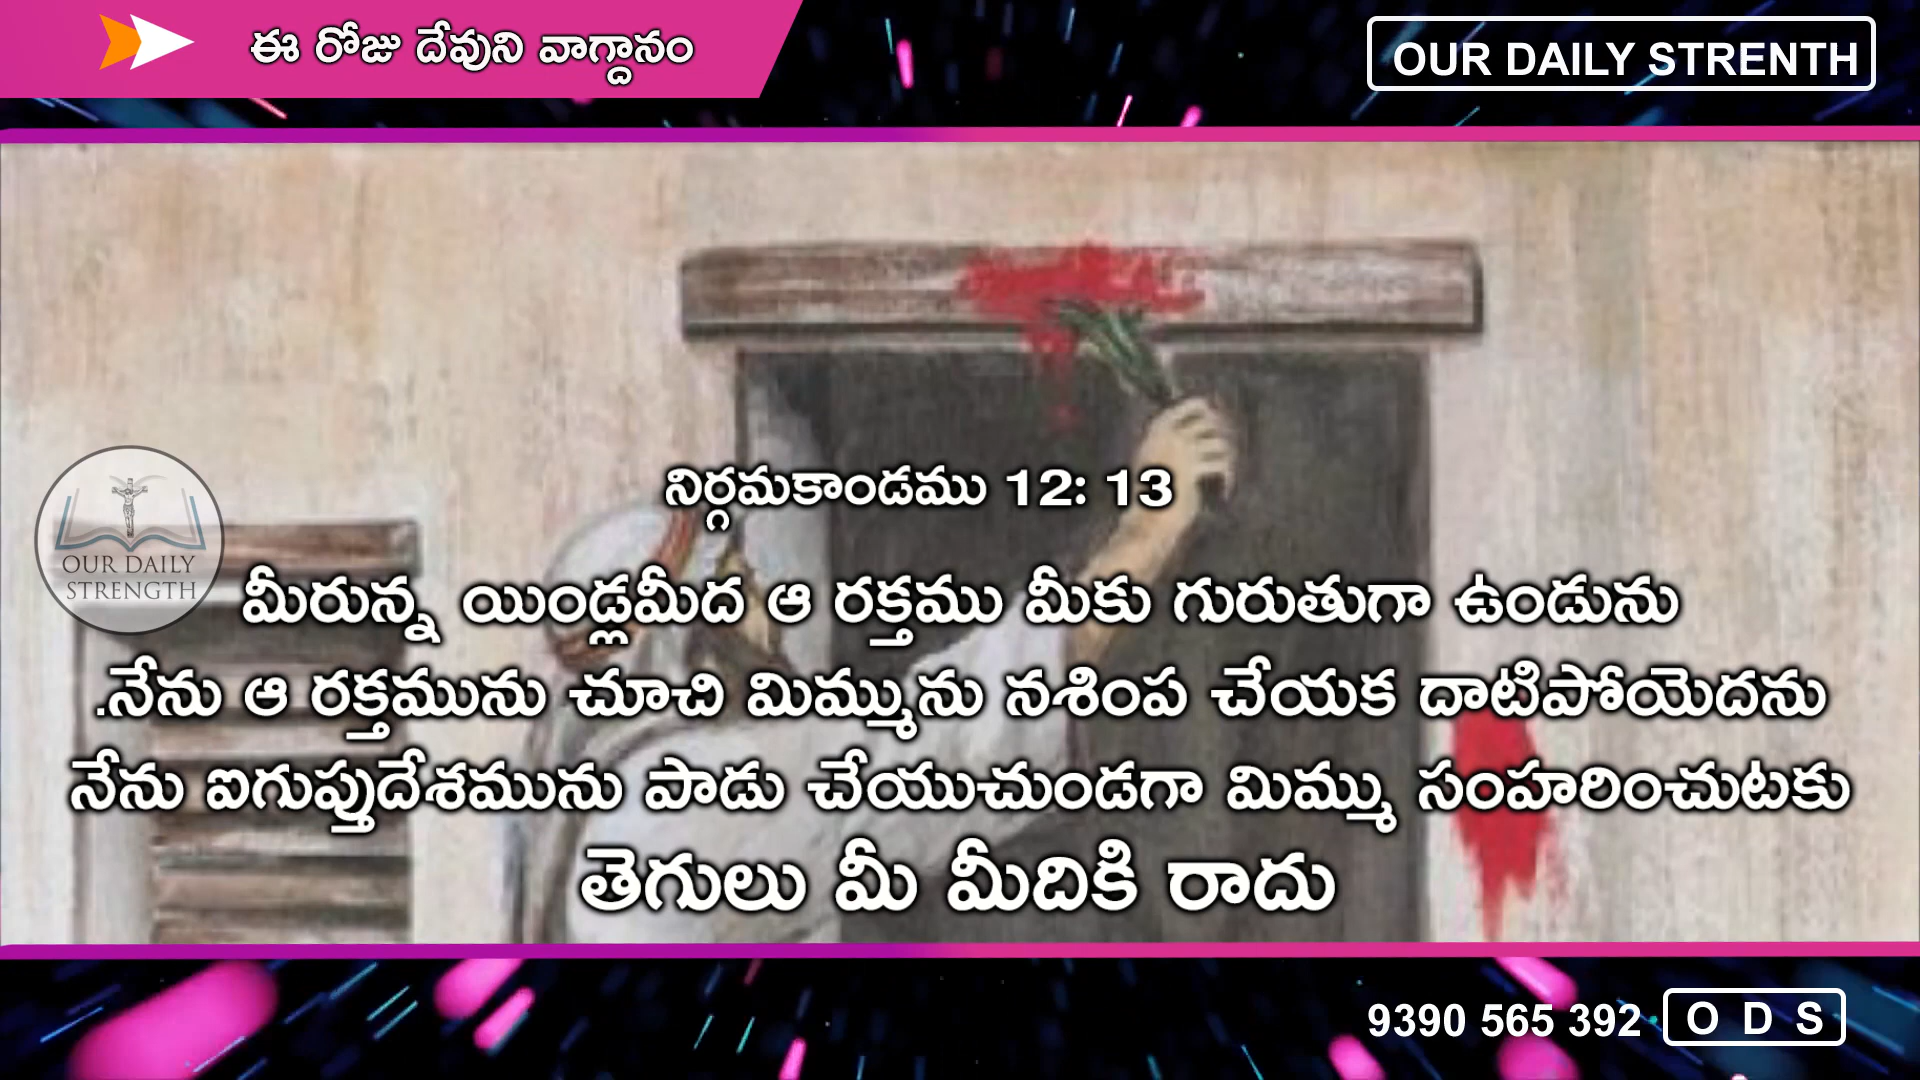 ఈ రోజు దేవుని వాగ్దానం
OUR DAILY STRENTH
నిర్గమకాండము 12: 13
మీరున్న యిండ్లమీద ఆ రక్తము మీకు గురుతుగా ఉండును
.నేను ఆ రక్తమును చూచి మిమ్మును నశింప చేయక దాటిపోయెదను
నేను ఐగుప్తుదేశమును పాడు చేయుచుండగా మిమ్ము సంహరించుటకు
తెగులు మీ మీదికి రాదు
OUR DAILY
STRENGTH
9390 565 392
O D S